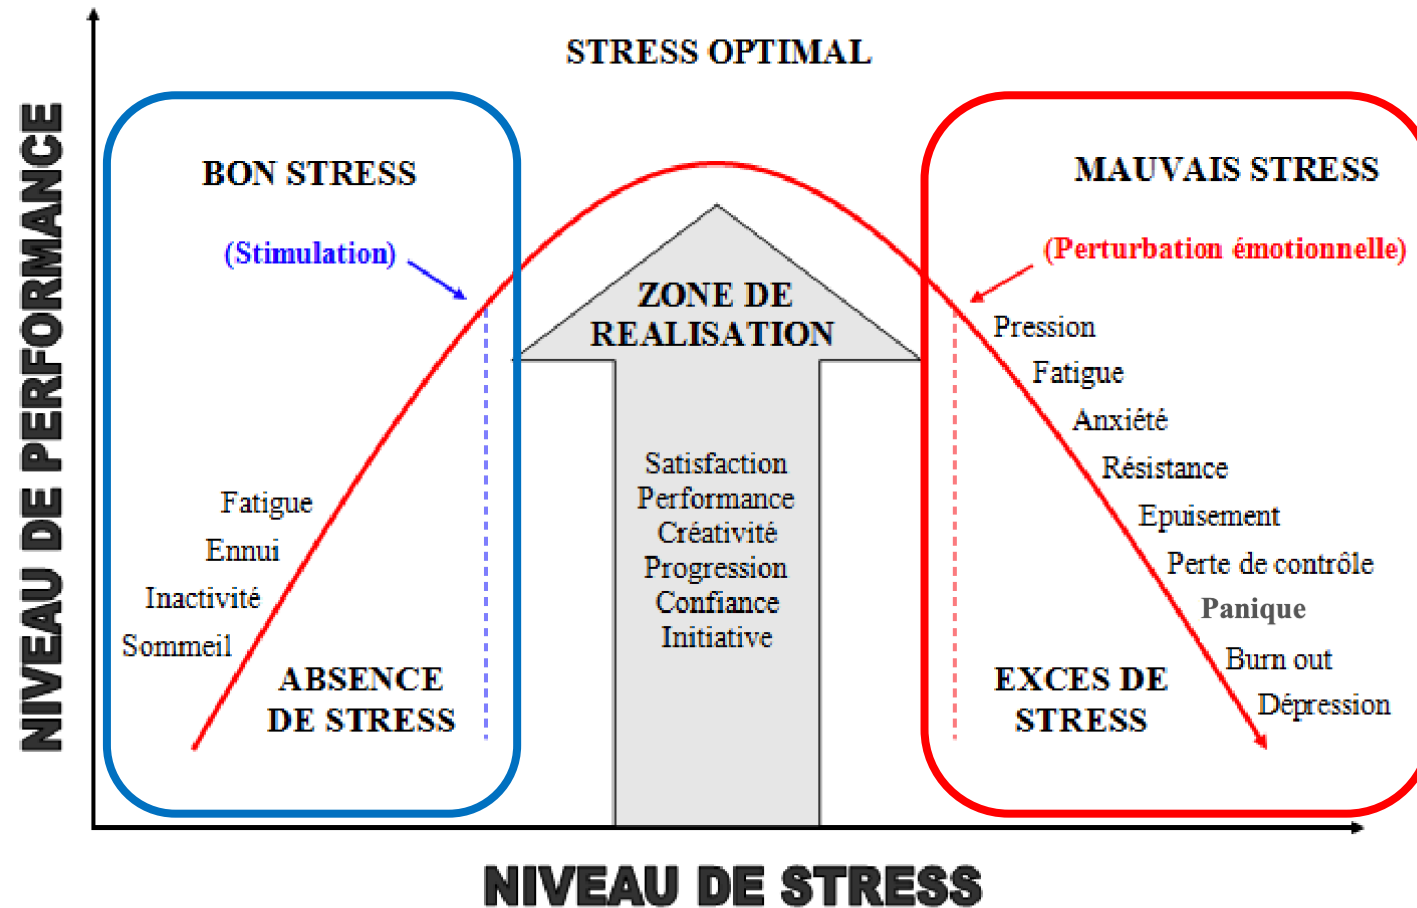 STRESS OPTIMAL
NIVEAU DE PERFORMANCE
BON STRESS
(Stimulation)
Fatigue
Ennui
Inactivité
Sommeil
ABSENCE
DE STRESS
ZONE DE
REALISATION
Satisfaction
Performance
Créativité
Progression
Confiance
Initiative
MAUVAIS STRESS
(Perturbation émotionnelle)
Pression
Fatigue
Anxiété
Résistance
Epuisement
Perte de contrôle
Panique
Burn out
Dépression
EXCES DE
STRESS
NIVEAU DE STRESS